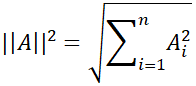 ||A||² = √(∑ᵢ₌₁ⁿ Aᵢ²)